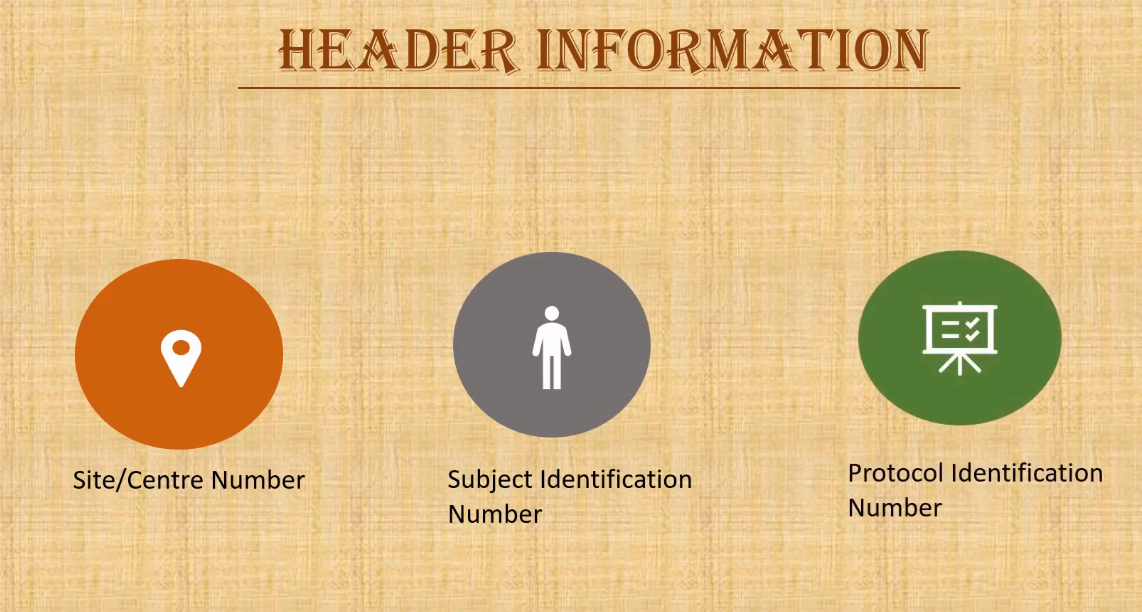 HEADER INFORMATION
Site/Centre Number
Subject Identification
Number
Protocol Identification
Number